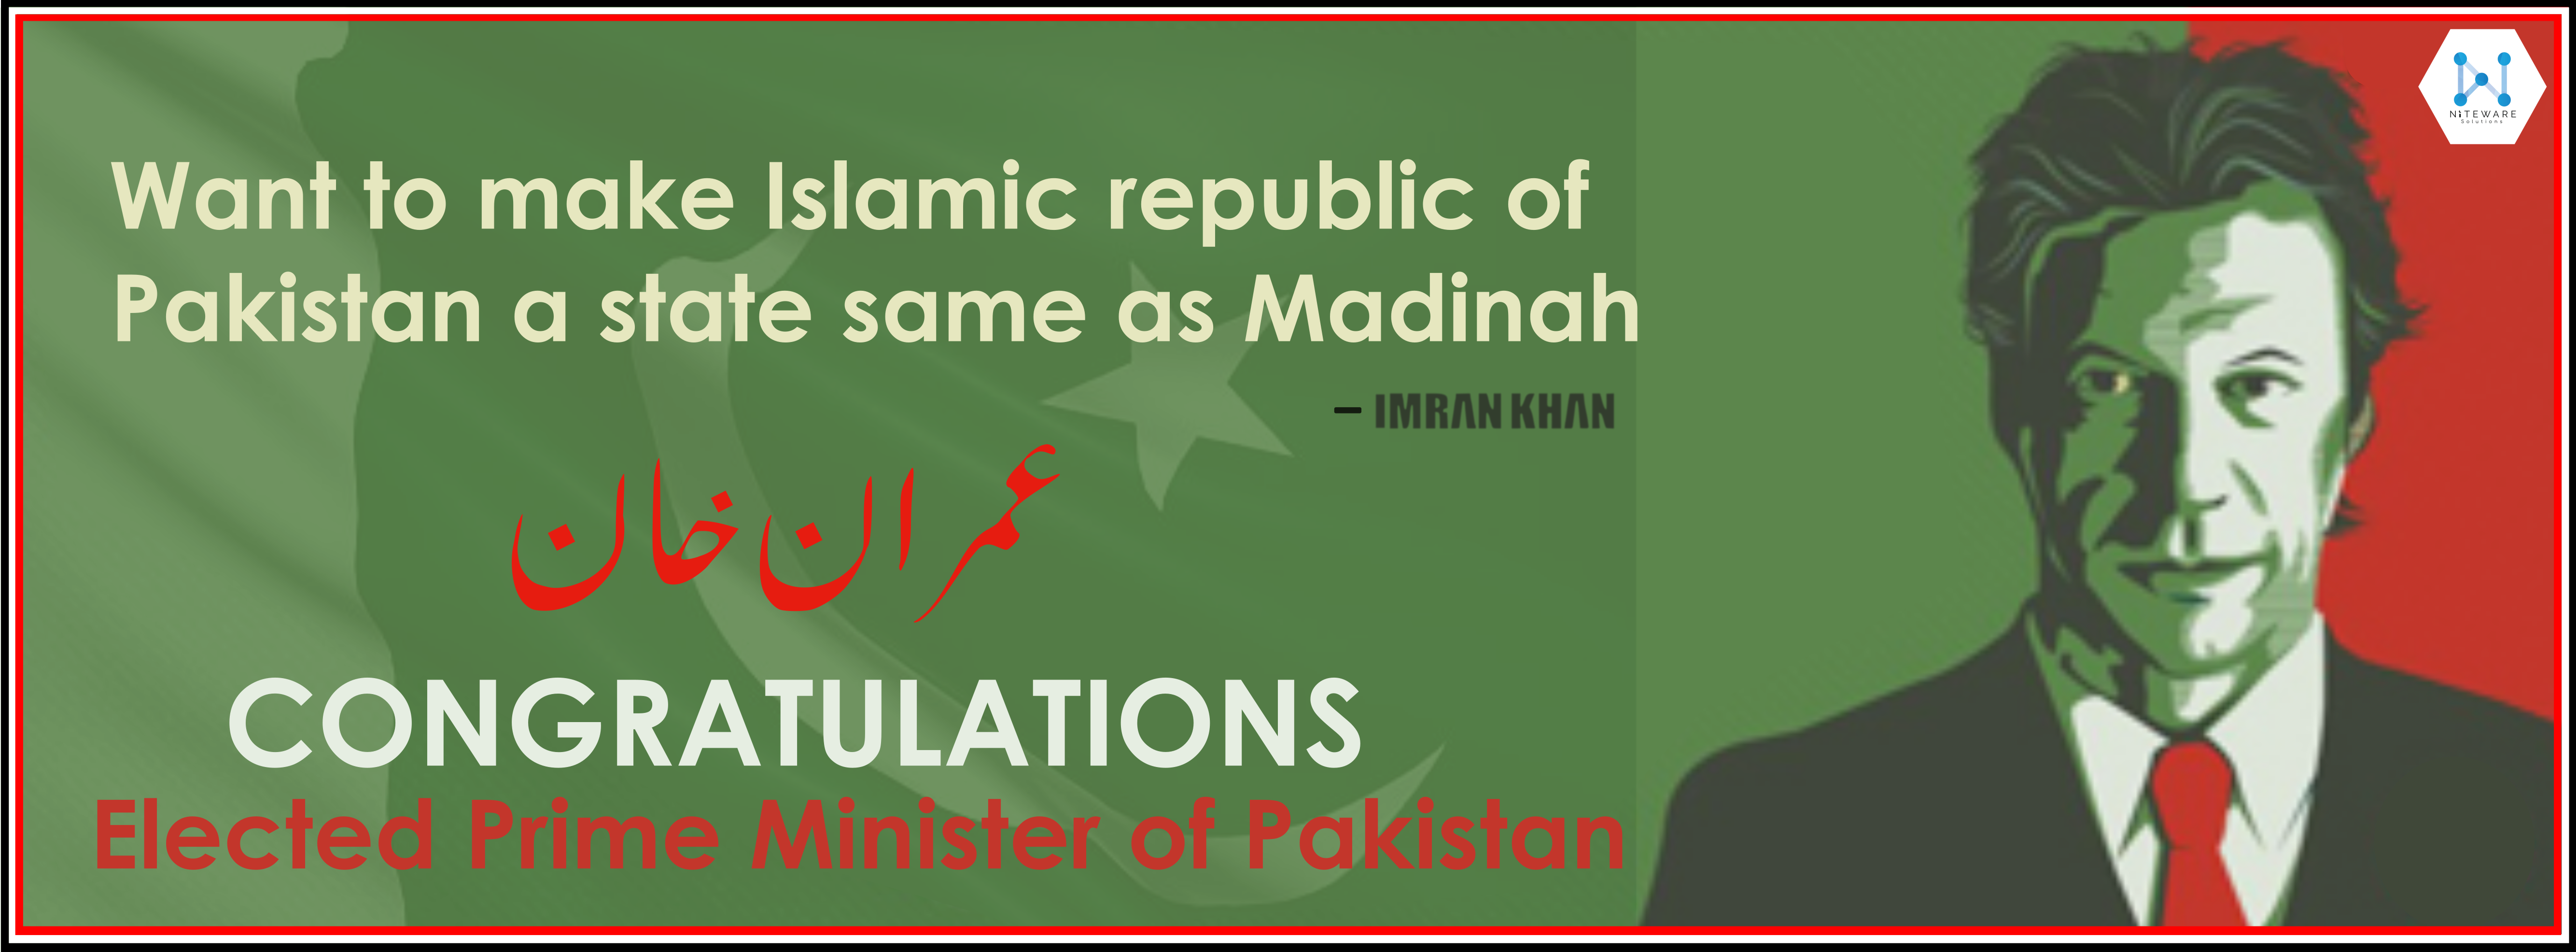 Want to make Islamic republic of
Pakistan a state same as Madinah
– IMRAN KHAN
عمران خان
CONGRATULATIONS
Elected Prime Minister of Pakistan
NiTEWARE
Solutions